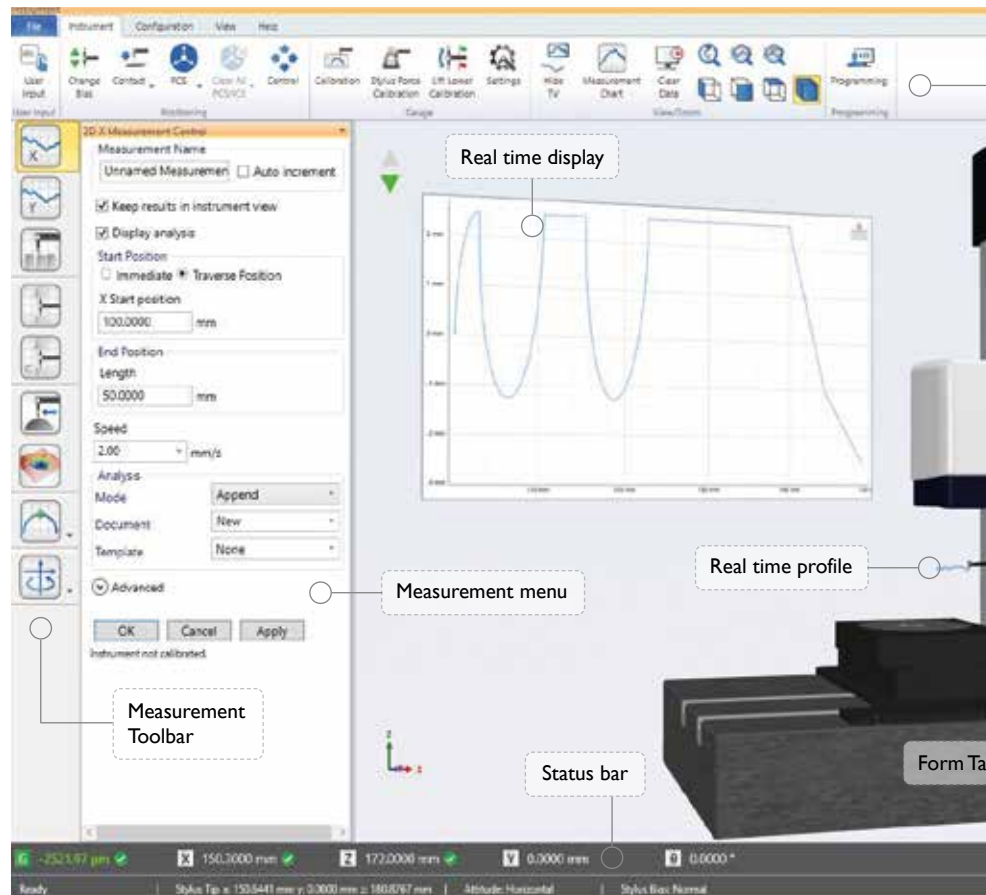 File Instrument Configuration View Help
User Input
Change Bias
Contact
PCS
Clear All PCS/VCS
Control
Calibration
Stylus Force Calibration
Lift Lower Calibration
Settings
Hide TV
Measurement Chart
Clear Data
Programming
User Input Positioning Gauge View/Zoom Programming
2D X Measurement Control
Measurement Name
Unnamed Measuremen Auto increment
Keep results in instrument view
Display analysis
Start Position
Immediate Traverse Position
X Start position
100.0000 mm
End Position
Length
50.0000 mm
Speed
2.00 mm/s
Analysis
Mode Append
Document New
Template None
Advanced
OK Cancel Apply
Instrument not calibrated.
Real time display
Real time profile
Measurement menu
Measurement
Toolbar
Status bar
Form Ta
G -2521.97 µm X 150.3000 mm Z 172.0000 mm Y 0.0000 mm θ 0.0000 °
Ready Stylus Tip x: 150.6441 mm y: 0.0000 mm z: 180.8767 mm Attitude: Horizontal Stylus Bias: Normal